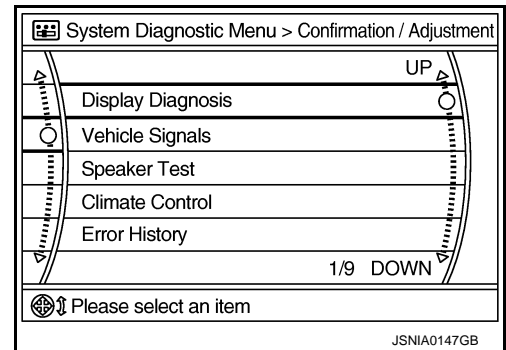 System Diagnostic Menu > Confirmation / Adjustment
UP
Display Diagnosis
Vehicle Signals
Speaker Test
Climate Control
Error History
1/9 DOWN
Please select an item
JSNIA0147GB